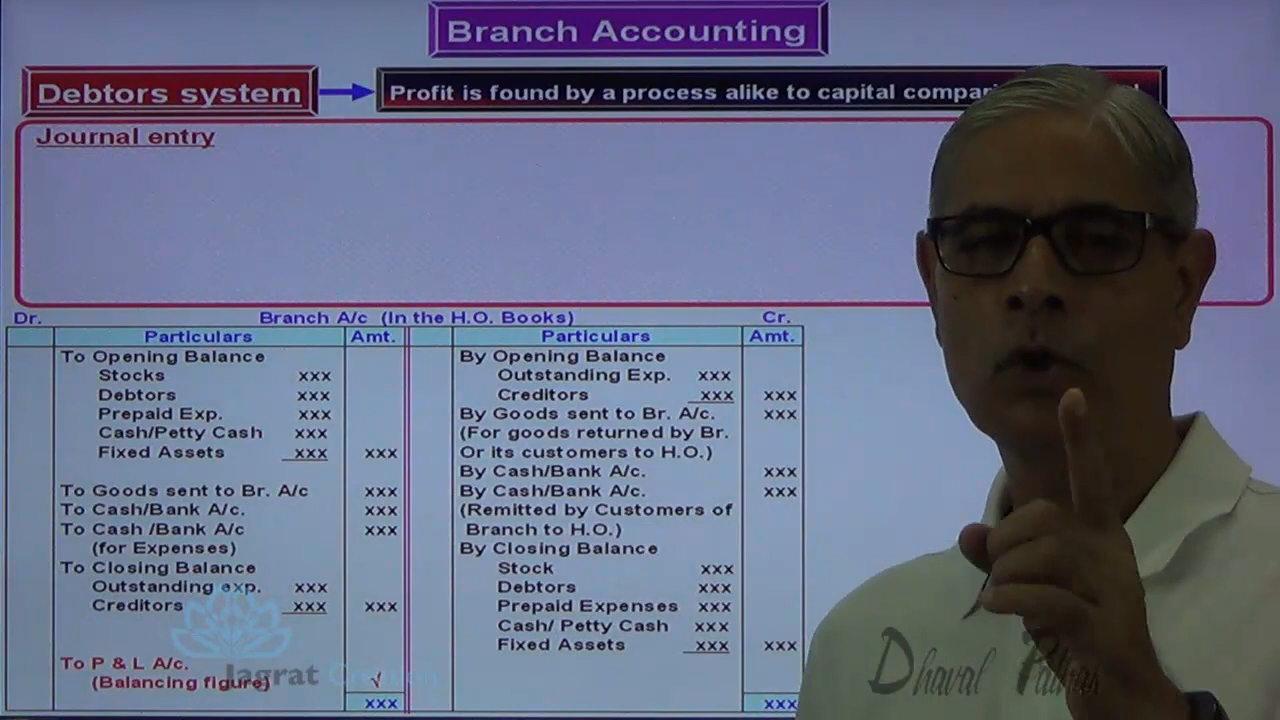 Branch Accounting
Debtors system
Profit is found by a process alike to capital
Journal entry
Dr. Branch A/c (In the H.O. Books) Cr.
Particulars Amt. Particulars Amt.
To Opening Balance
Stocks xxx
Debtors xxx
Prepaid Exp. xxx
Cash/Petty Cash xxx
Fixed Assets xxx xxx
To Goods sent to Br. A/c xxx
To Cash/Bank A/c. xxx
To Cash /Bank A/c xxx
(for Expenses)
To Closing Balance
Outstanding exp. xxx
Creditors xxx xxx
To P & L A/c.
(Balancing figure) √
xxx
By Opening Balance
Outstanding Exp. xxx
Creditors xxx xxx
By Goods sent to Br. A/c. xxx
(For goods returned by Br.
Or its customers to H.O.)
By Cash/Bank A/c. xxx
By Cash/Bank A/c. xxx
(Remitted by Customers of
Branch to H.O.)
By Closing Balance
Stock xxx
Debtors xxx
Prepaid Expenses xxx
Cash/ Petty Cash xxx
Fixed Assets xxx xxx
xxx
Jagrat
Dhaval